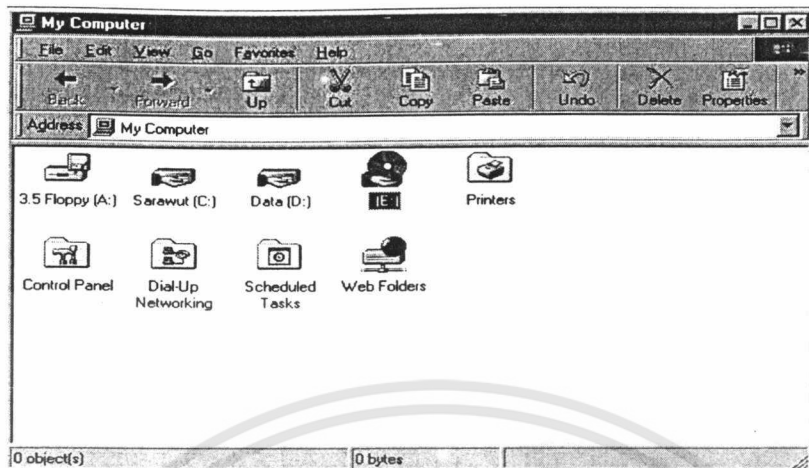 My Computer
File Edit View Go Favorites Help
Back Forward Up Cut Copy Paste Undo Delete Properties »
Address My Computer
3.5 Floppy (A:) Sarawut (C:) Data (D:) (E:) Printers
Control Panel Dial-Up Networking Scheduled Tasks Web Folders
0 object(s) 0 bytes